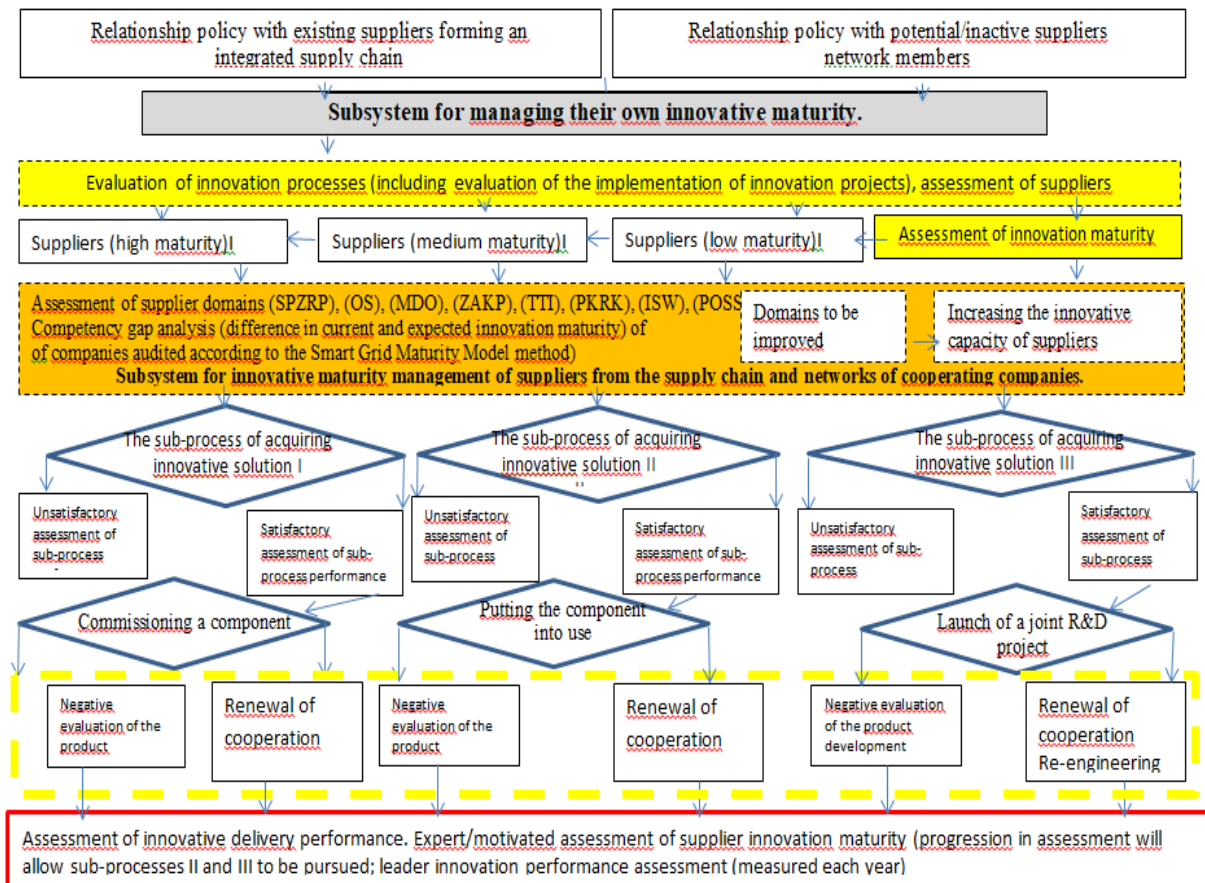 Relationship policy with existing suppliers forming an
integrated supply chain
Relationship policy with potential/inactive suppliers
network members
Subsystem for managing their own innovative maturity.
Evaluation of innovation processes (including evaluation of the implementation of innovation projects), assessment of suppliers
Suppliers (high maturity)I
Suppliers (medium maturity)I
Suppliers (low maturity)I
Assessment of innovation maturity
Assessment of supplier domains (SPZRP), (OS), (MDO), (ZAKP), (TTI), (PKRK), (ISW), (POSS
Competency gap analysis (difference in current and expected innovation maturity) of
of companies audited according to the Smart Grid Maturity Model method)
Domains to be
improved
Increasing the innovative
capacity of suppliers
Subsystem for innovative maturity management of suppliers from the supply chain and networks of cooperating companies.
The sub-process of acquiring
innovative solution I
The sub-process of acquiring
innovative solution II
The sub-process of acquiring
innovative solution III
Unsatisfactory
assessment of
sub-process
Satisfactory
assessment of sub-
process performance
Unsatisfactory
assessment of
sub-process
Satisfactory
assessment of sub-
process performance
Unsatisfactory
assessment of sub-
process
Satisfactory
assessment of
sub-process
Commissioning a component
Putting the component
into use
Launch of a joint R&D
project
Negative
evaluation of the
product
Renewal of
cooperation
Negative
evaluation of the
product
Renewal of
cooperation
Negative evaluation
of the product
development
Renewal of
cooperation
Re-engineering
Assessment of innovative delivery performance. Expert/motivated assessment of supplier innovation maturity (progression in assessment will
allow sub-processes II and III to be pursued; leader innovation performance assessment (measured each year)